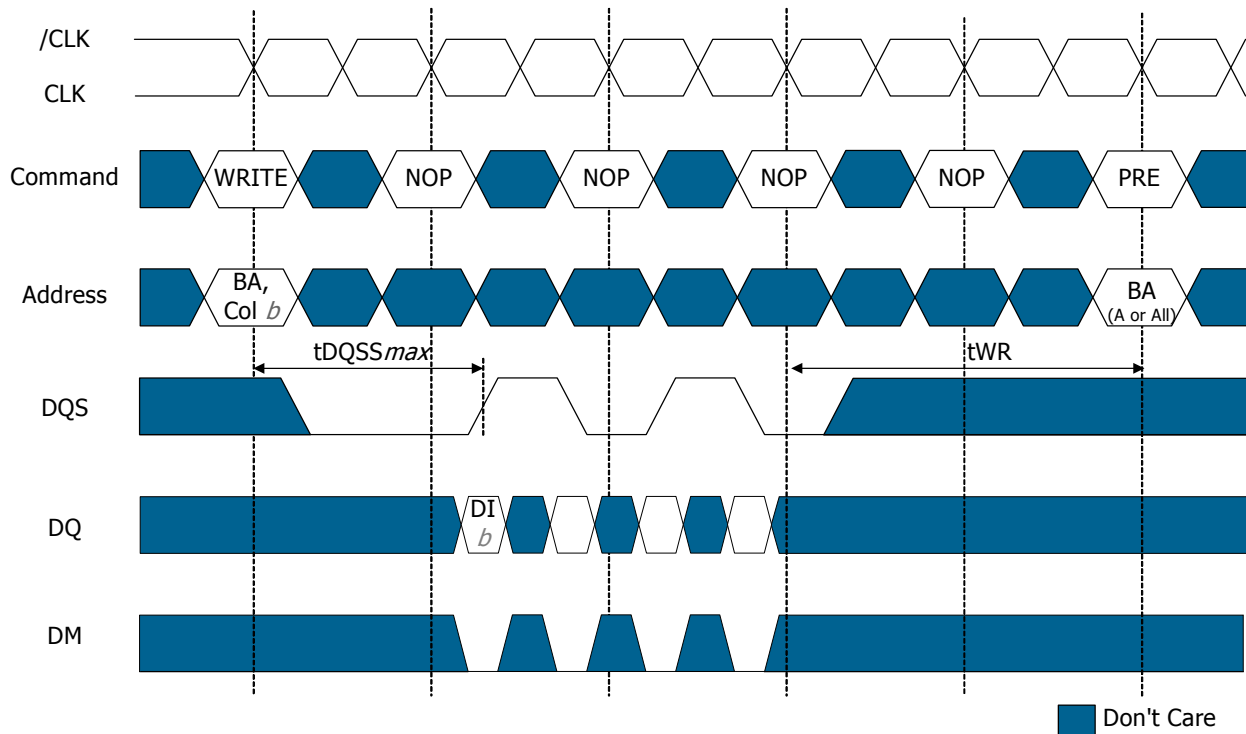 /CLK
CLK
Command
WRITE NOP NOP NOP NOP PRE
Address
BA,
Col b
BA
(A or All)
tDQSSmax
tWR
DQS
DQ
DI
b
DM
Don't Care